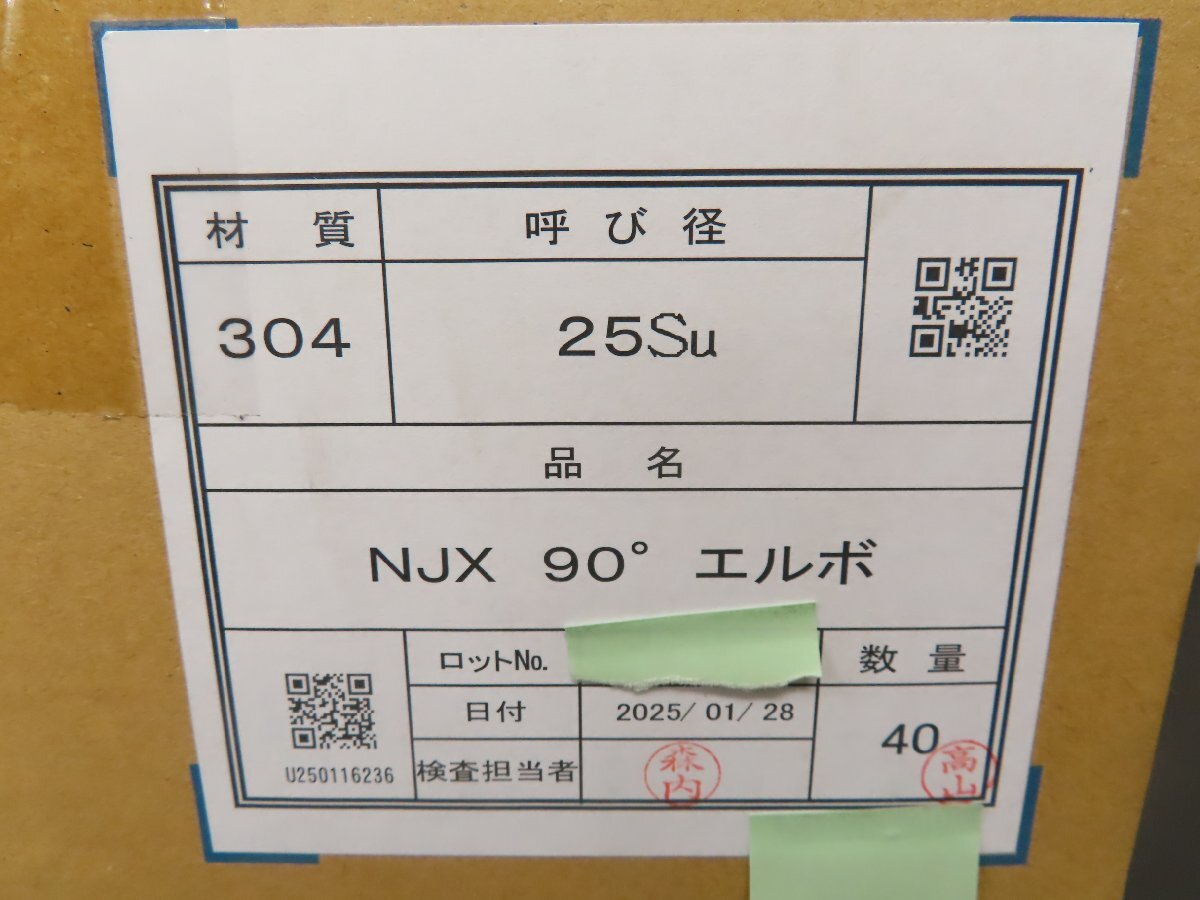 材質 呼び径
304 25Su
品名
NJX 90° エルボ
ロットNo. 数量
日付 2025/01/28
40
U250116236 検査担当者 森内 高山